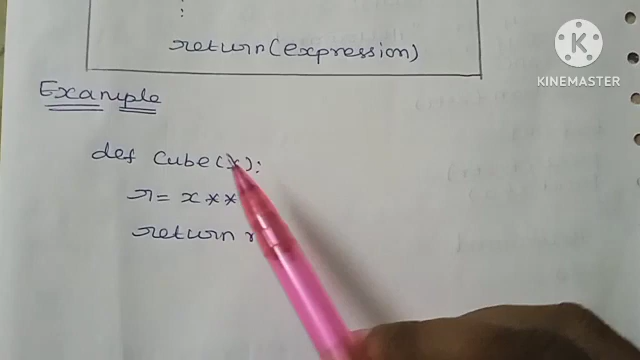 :
return(expression)
K
KINEMASTER
Example
def cube(x):
r= x **
return r